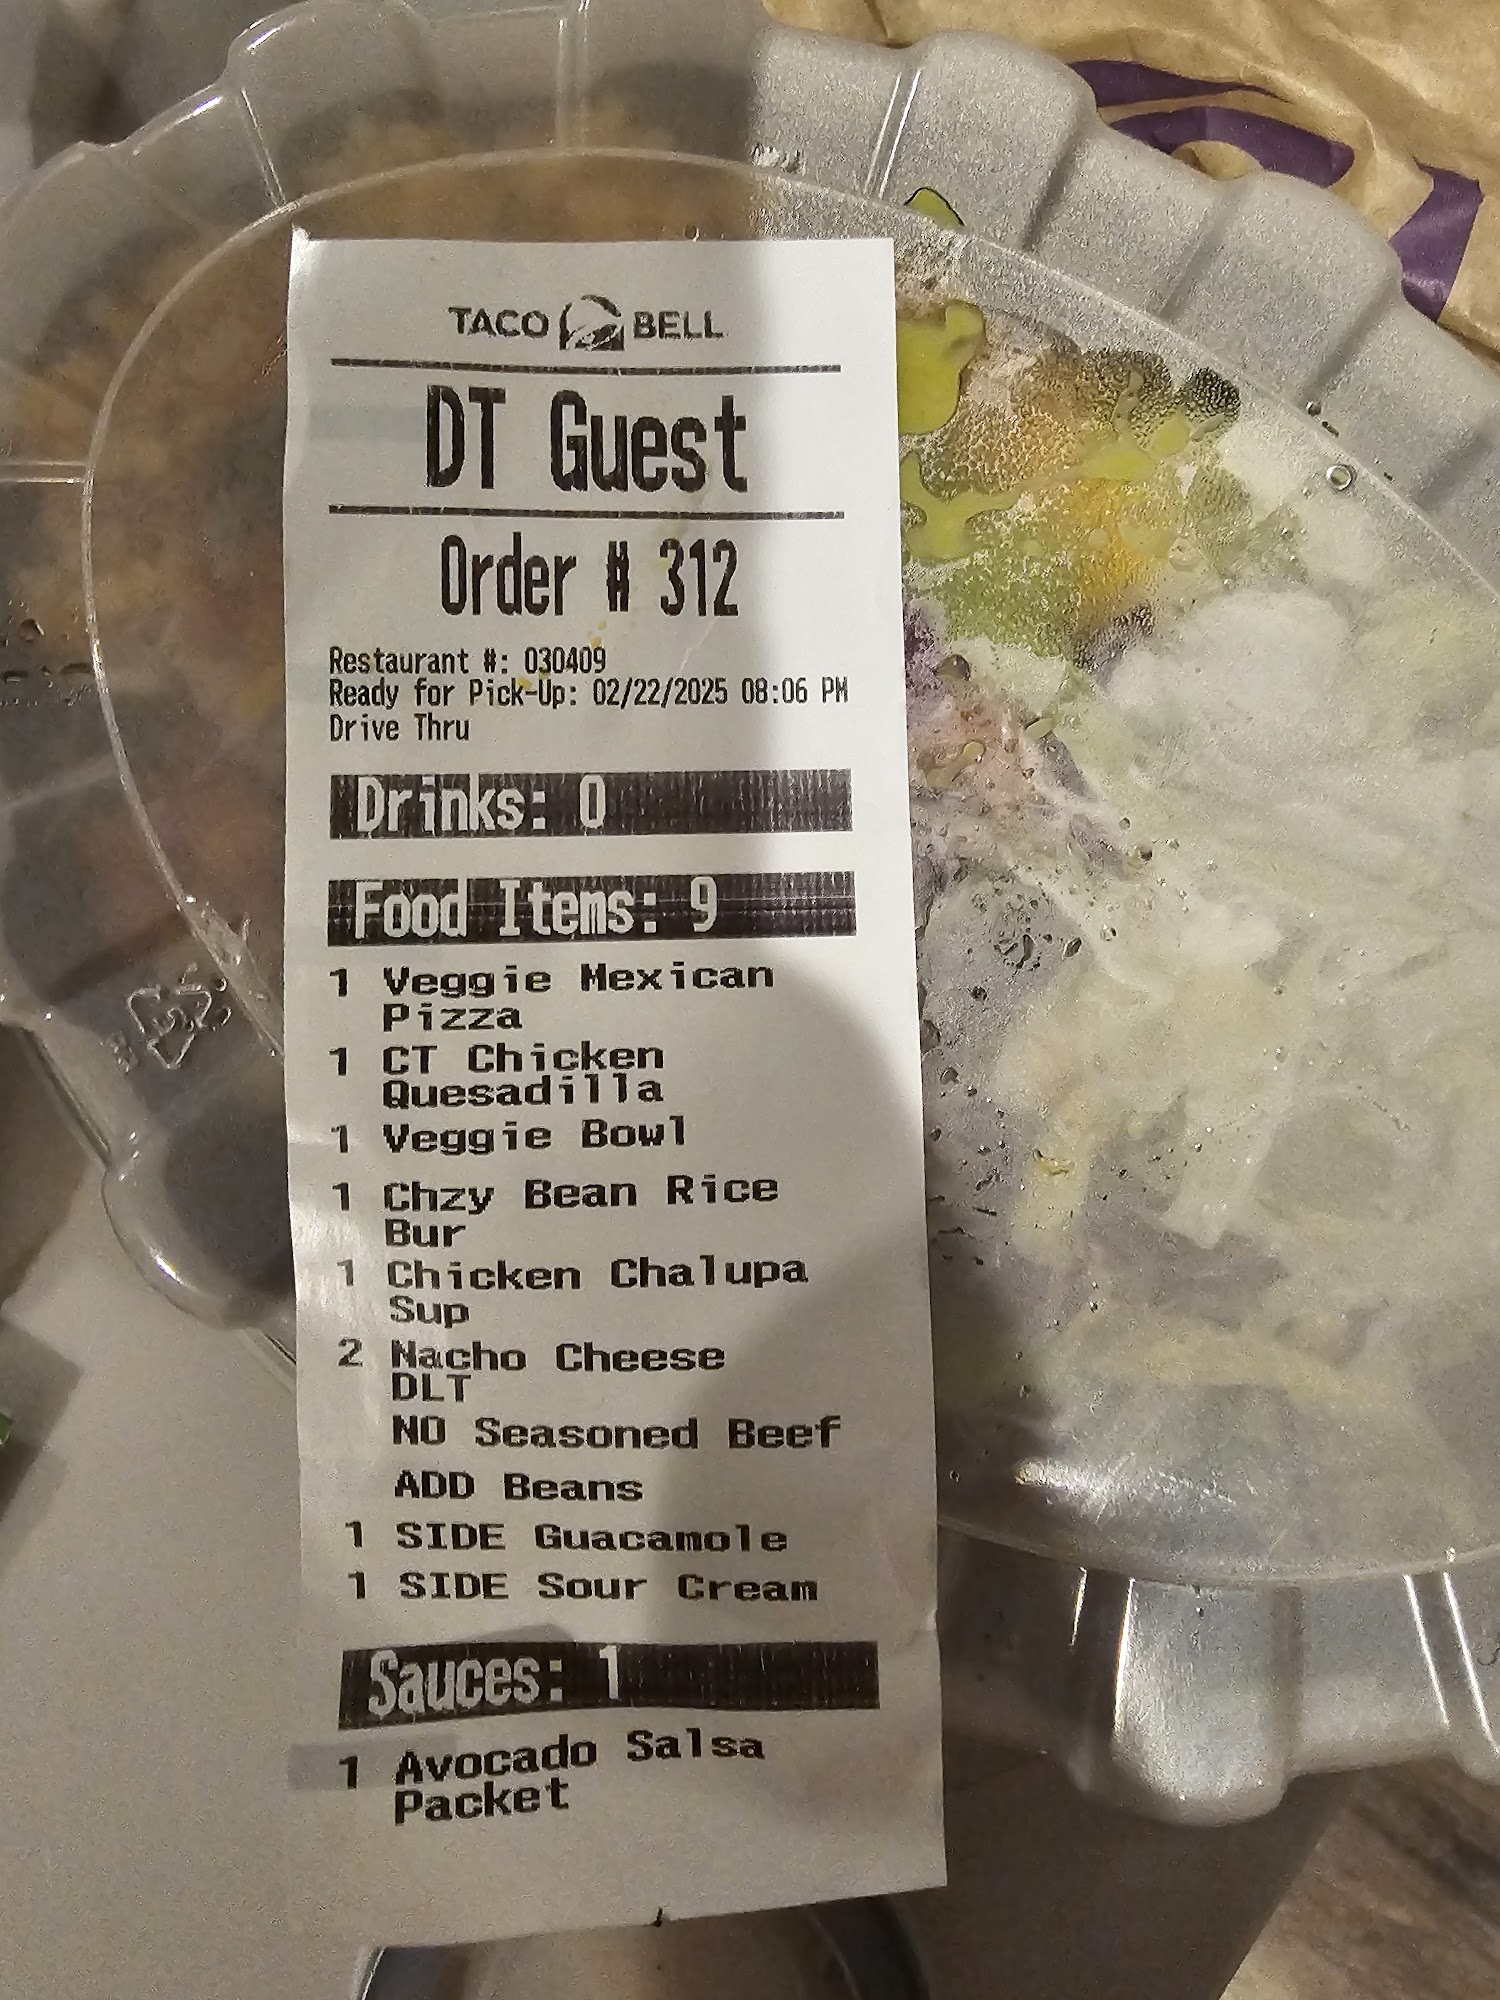 TACO BELL
DT Guest
Order # 312
Restaurant #: 030409
Ready for Pick-Up: 02/22/2025 08:06 PM
Drive Thru
Drinks: 0
Food Items: 9
1 Veggie Mexican
Pizza
1 CT Chicken
Quesadilla
1 Veggie Bowl
1 Chzy Bean Rice
Bur
1 Chicken Chalupa
Sup
2 Nacho Cheese
DLT
NO Seasoned Beef
ADD Beans
1 SIDE Guacamole
1 SIDE Sour Cream
Sauces: 1
1 Avocado Salsa
Packet